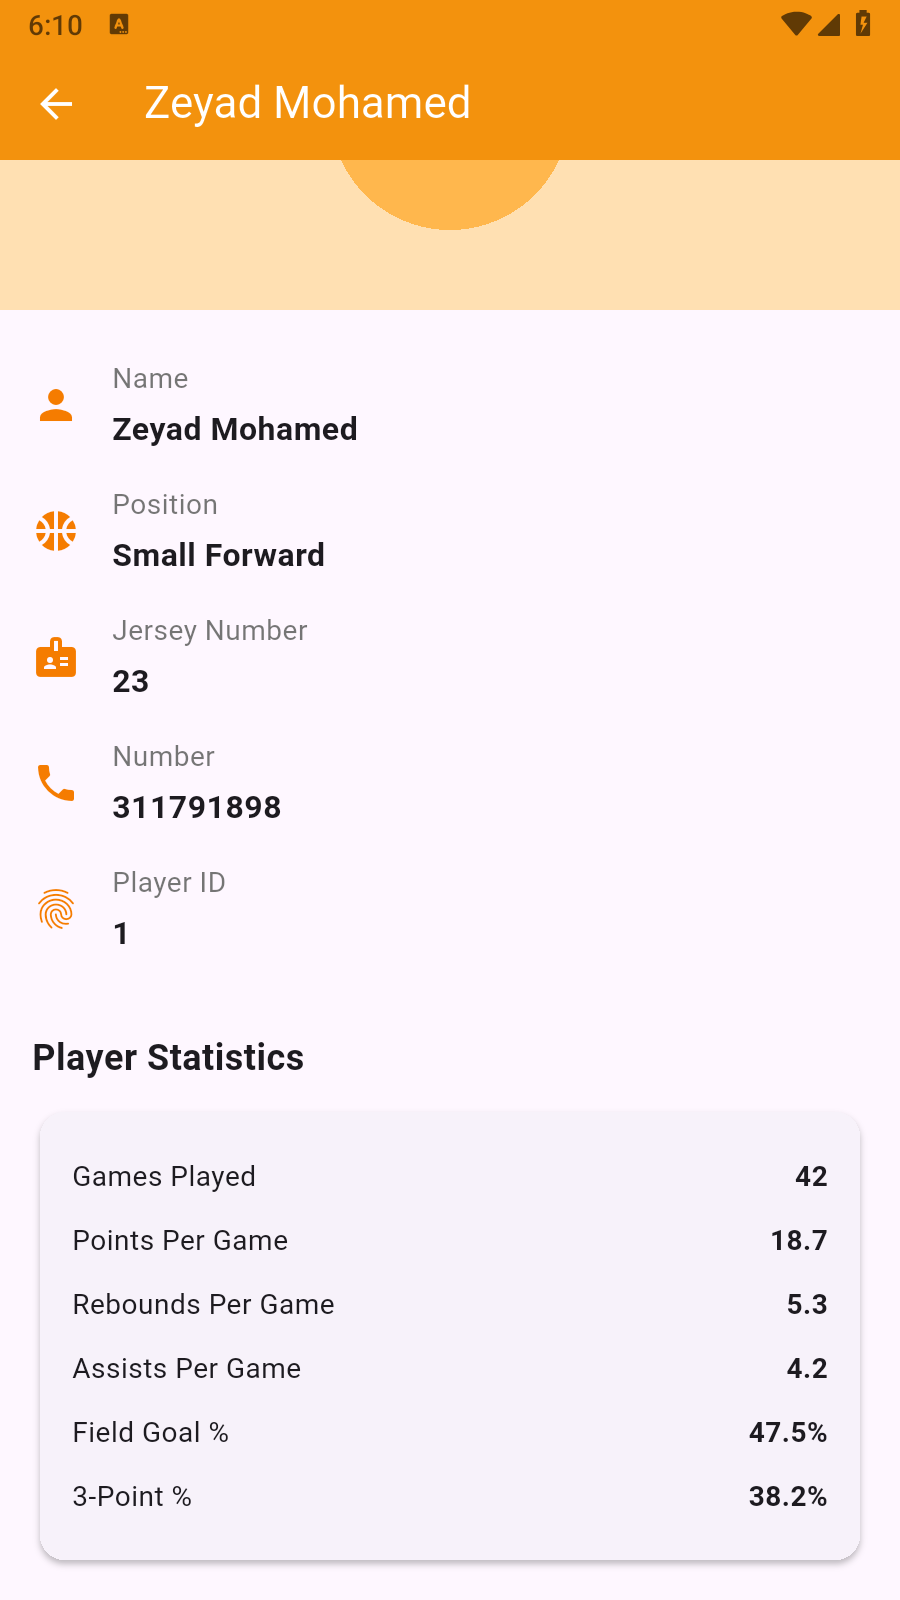 6:10
Zeyad Mohamed
Name
Zeyad Mohamed
Position
Small Forward
Jersey Number
23
Number
311791898
Player ID
1
Player Statistics
Games Played 42
Points Per Game 18.7
Rebounds Per Game 5.3
Assists Per Game 4.2
Field Goal % 47.5%
3-Point % 38.2%